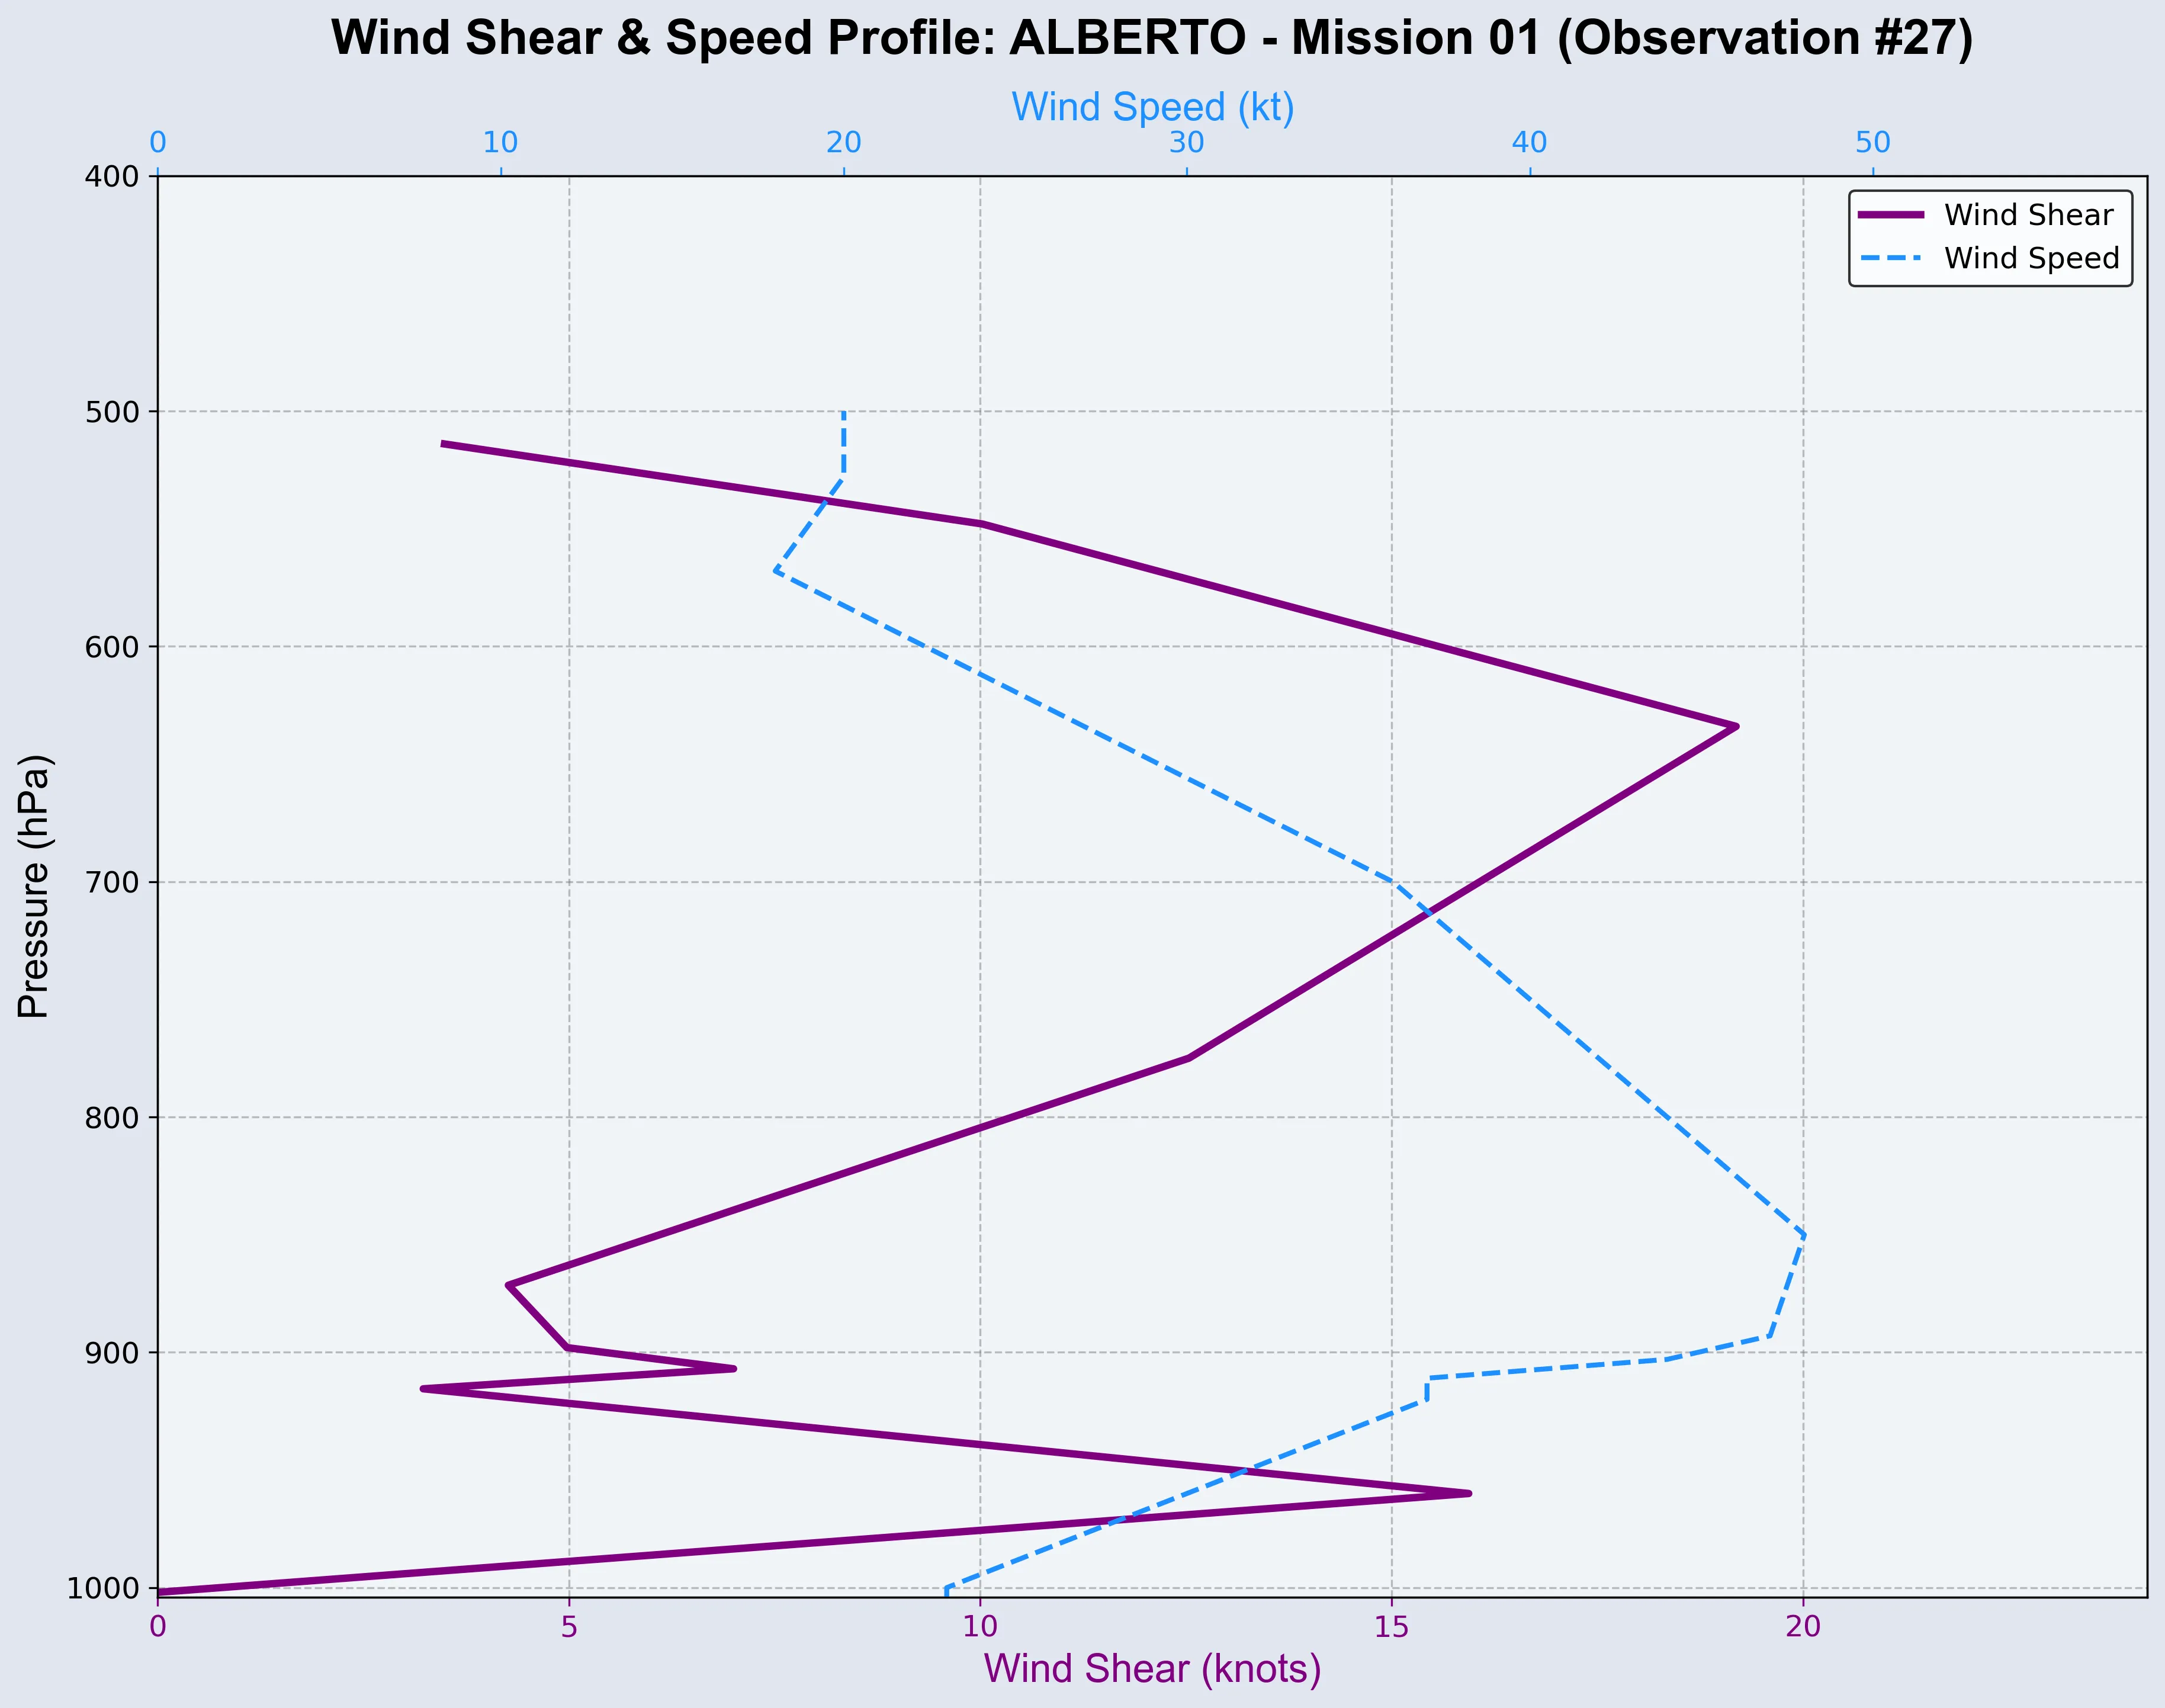 Wind Shear & Speed Profile: ALBERTO - Mission 01 (Observation #27)
Wind Speed (kt)
0 10 20 30 40 50
Wind Shear
Wind Speed
400
500
600
700
800
900
1000
Pressure (hPa)
0 5 10 15 20
Wind Shear (knots)